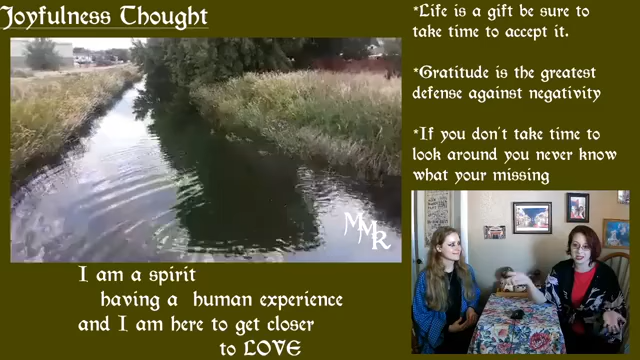 Joyfulness Thought
*Life is a gift be sure to
take time to accept it.
*Gratitude is the greatest
defense against negativity
*If you don't take time to
look around you never know
what your missing
MMR
I am a spirit
having a human experience
and I am here to get closer
to LOVE